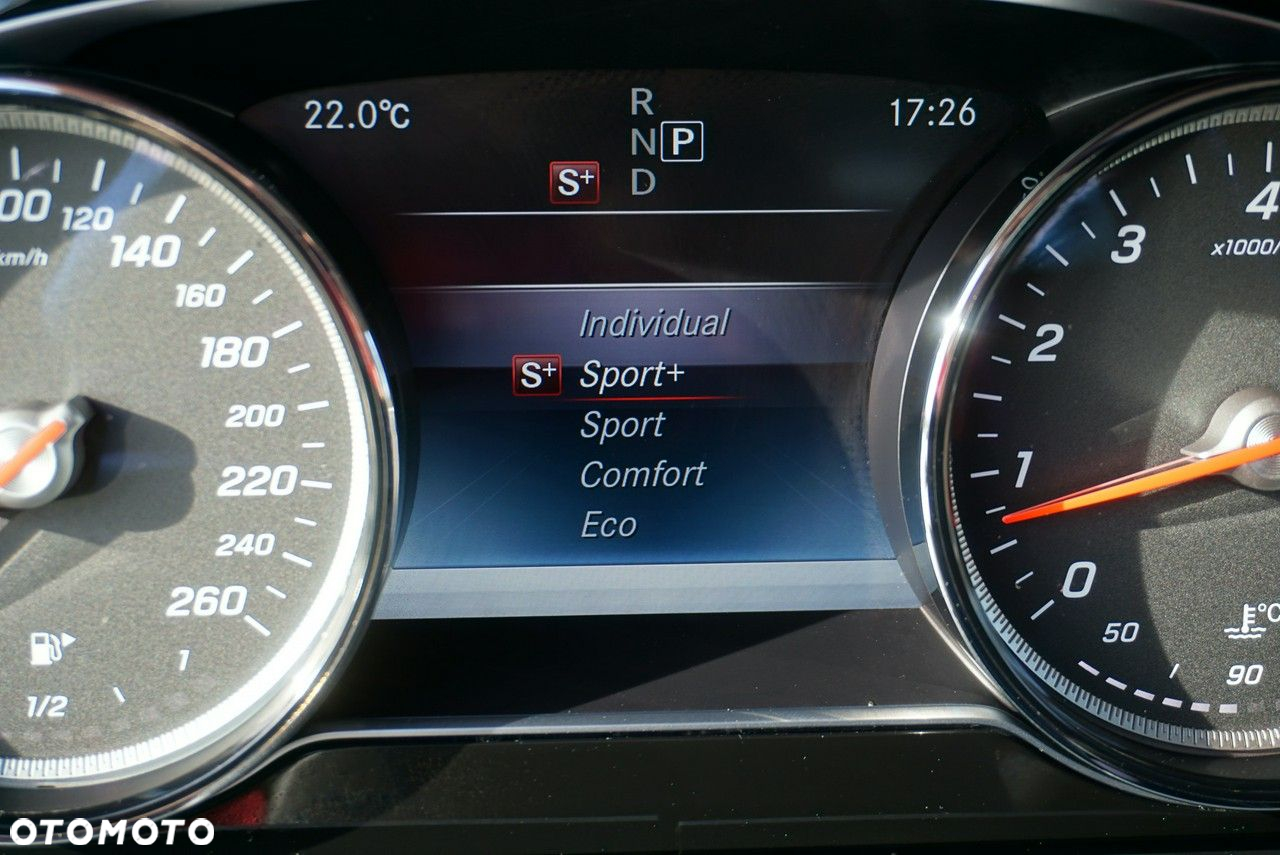 22.0°C
17:26
R
N P
S+ D
Individual
S+ Sport+
Sport
Comfort
Eco
120
140
160
180
200
220
240
260
km/h
1
1/2
4
3
x1000/
2
1
0
50
90
°C
OTOMOTO